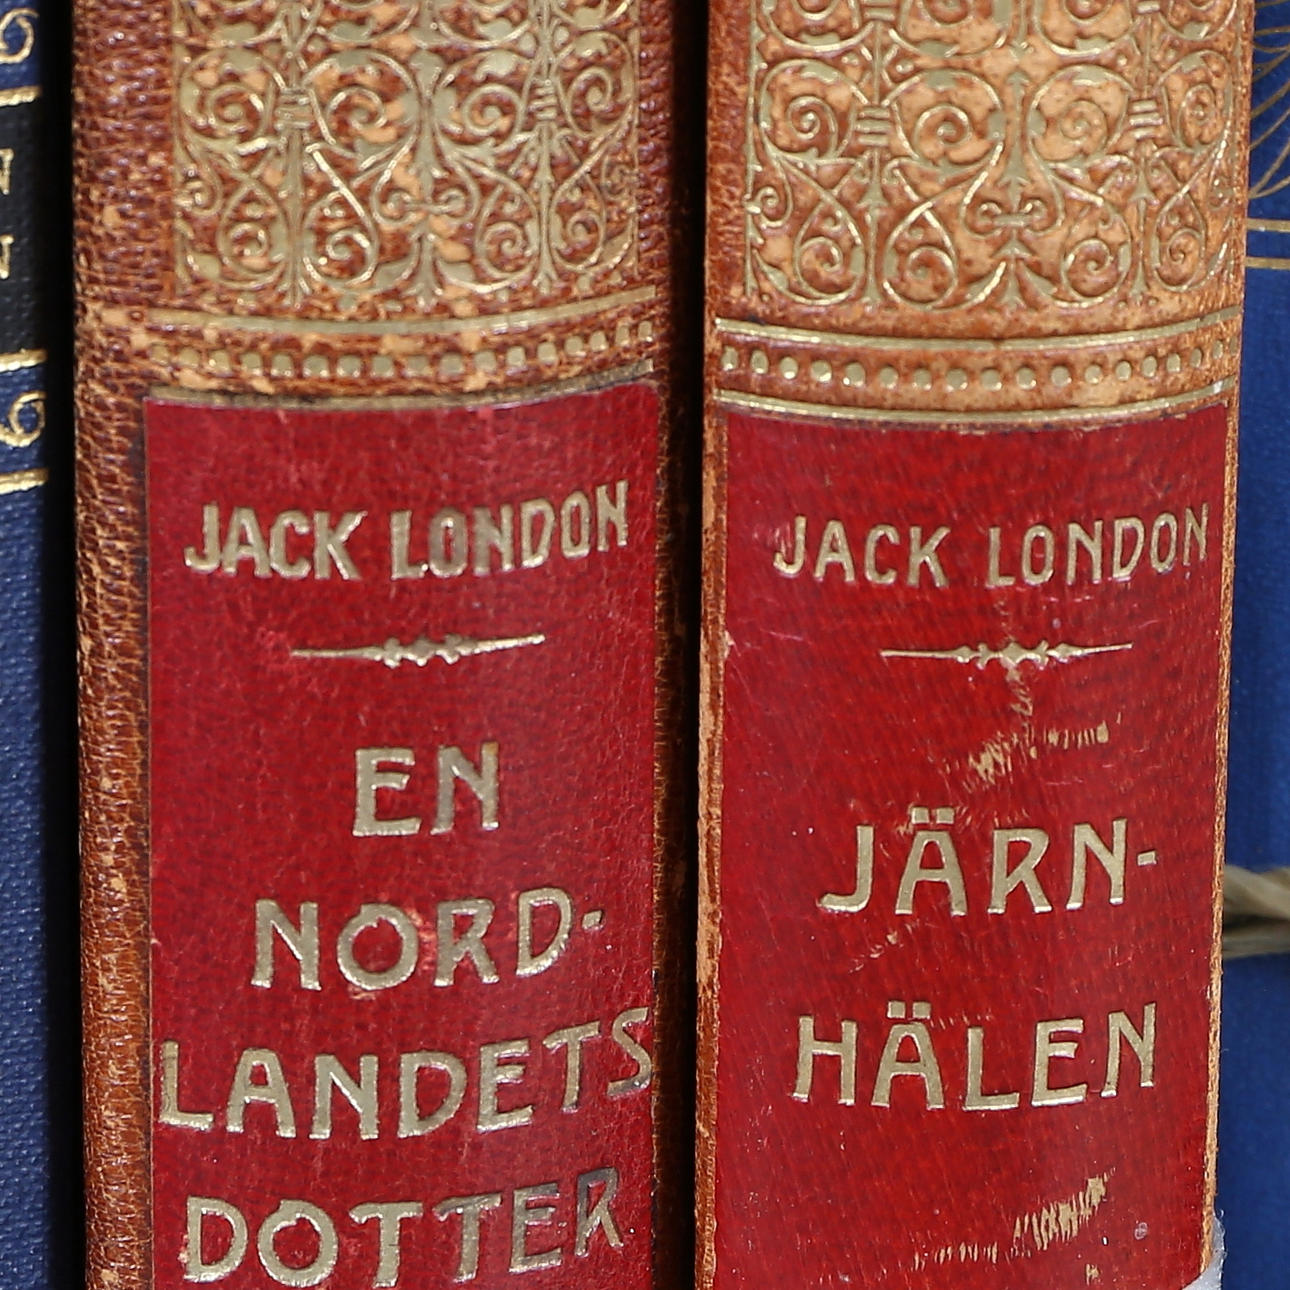 JACK LONDON
EN
NORD-
LANDETS
DOTTER
JACK LONDON
JÄRN-
HÄLEN